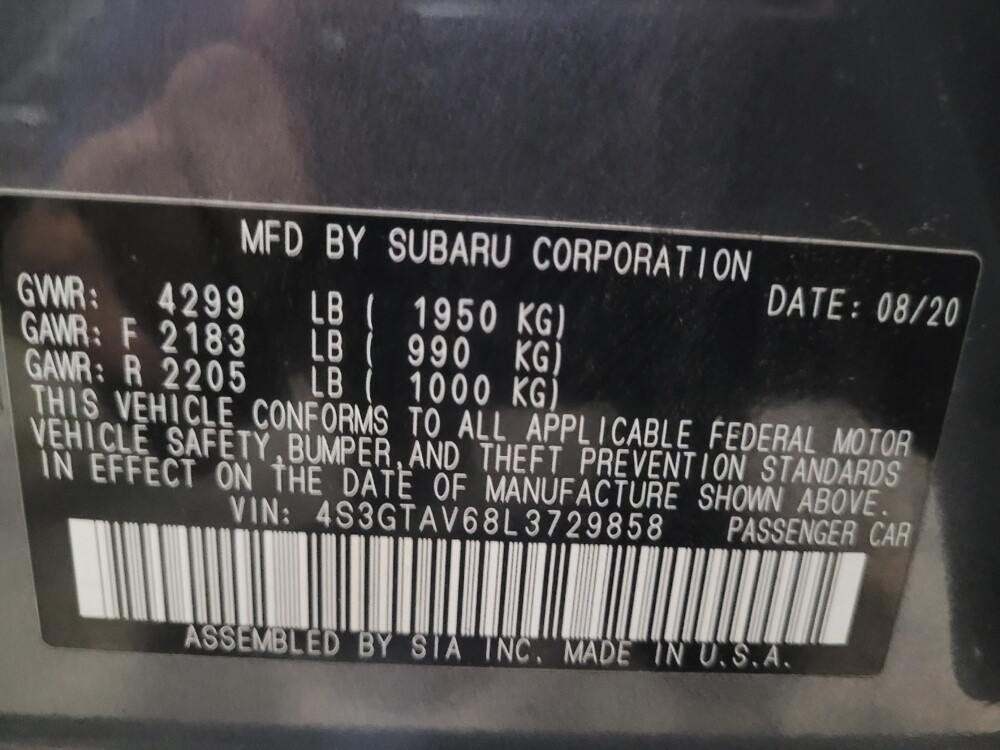 MFD BY SUBARU CORPORATION
DATE: 08/20
GVWR: 4299 LB ( 1950 KG)
GAWR: F 2183 LB ( 990 KG)
GAWR: R 2205 LB ( 1000 KG)
THIS VEHICLE CONFORMS TO ALL APPLICABLE FEDERAL MOTOR
VEHICLE SAFETY,BUMPER,AND THEFT PREVENTION STANDARDS
IN EFFECT ON THE DATE OF MANUFACTURE SHOWN ABOVE.
VIN: 4S3GTAV68L3729858 PASSENGER CAR
ASSEMBLED BY SIA INC. MADE IN U.S.A.